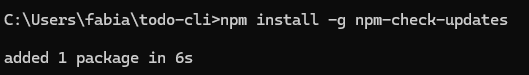 C:\Users\fabia\todo-cli>npm install -g npm-check-updates
added 1 package in 6s